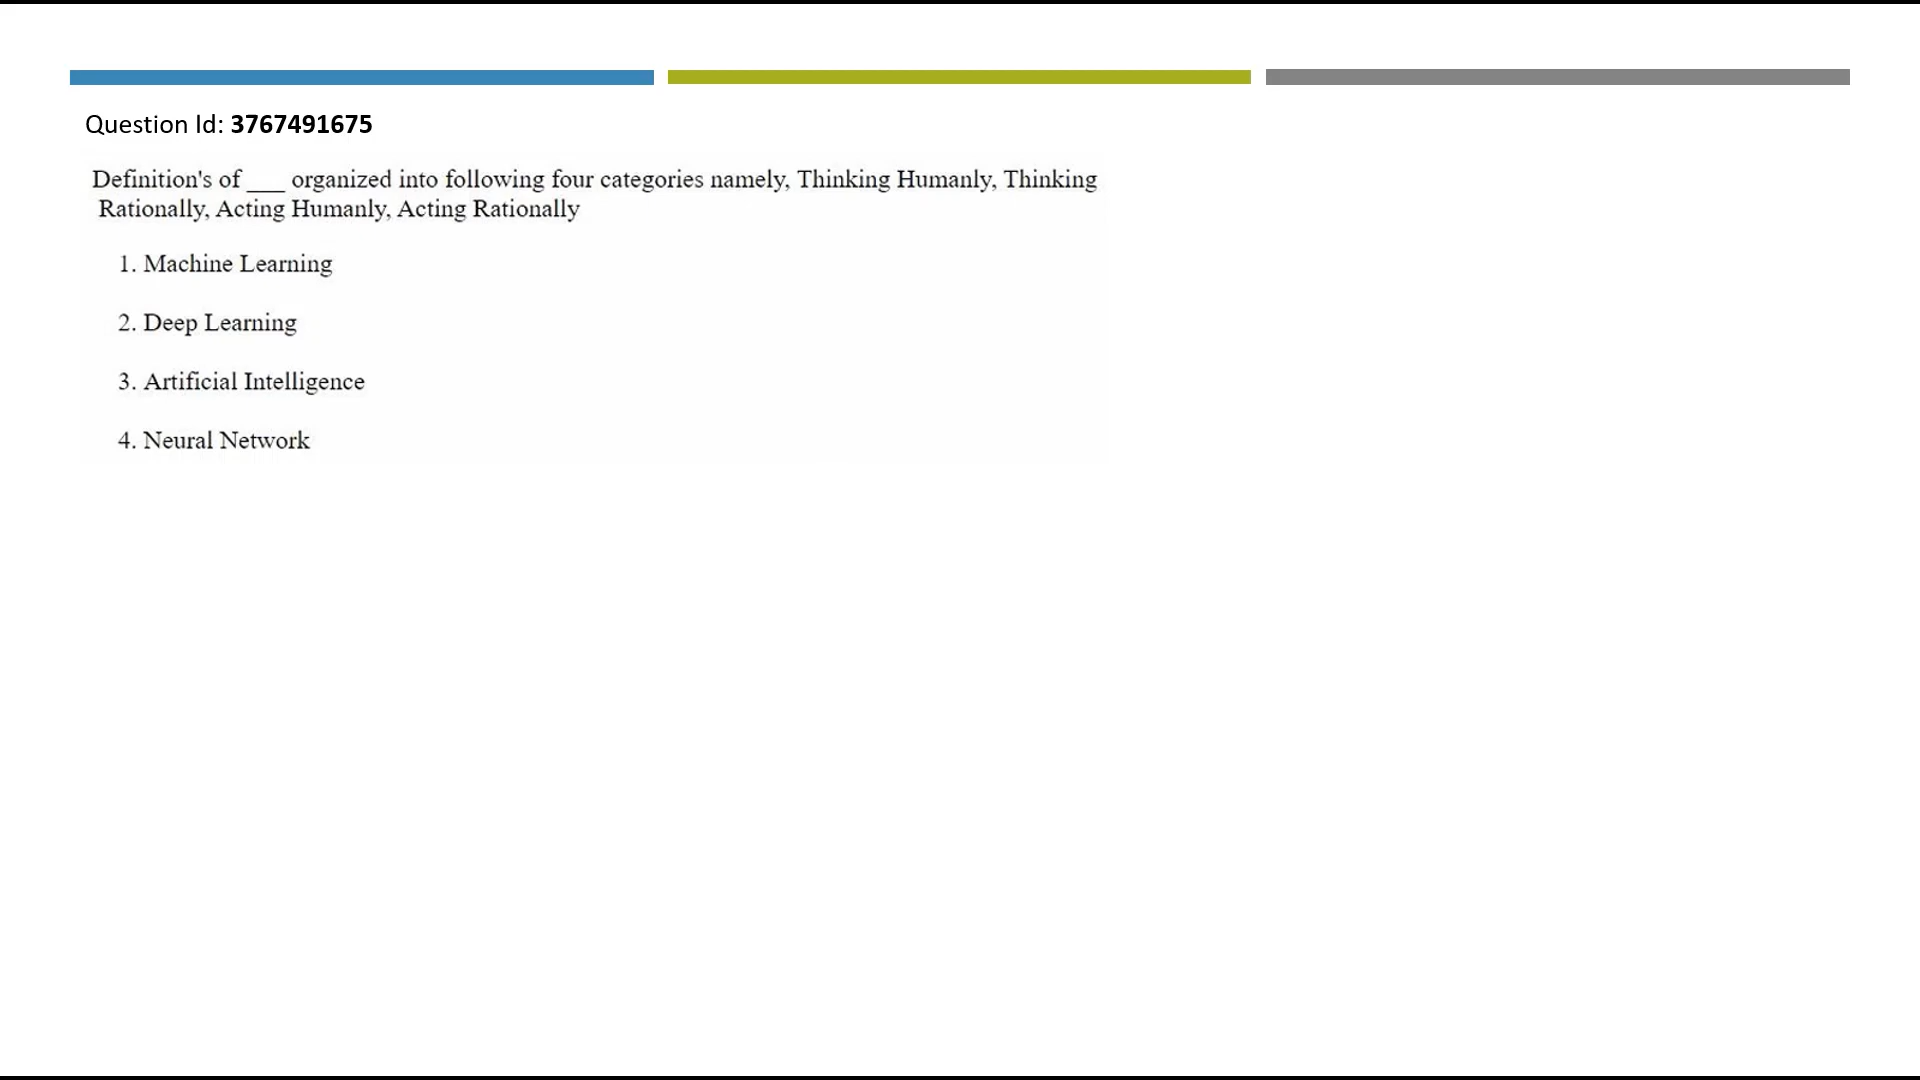 Question Id: 3767491675
Definition's of ___ organized into following four categories namely, Thinking Humanly, Thinking
Rationally, Acting Humanly, Acting Rationally
1. Machine Learning
2. Deep Learning
3. Artificial Intelligence
4. Neural Network